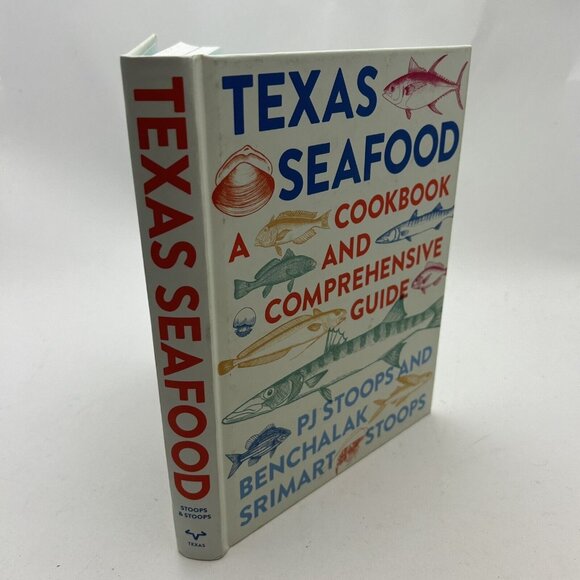 TEXAS SEAFOOD
STOOPS
& STOOPS
TEXAS
TEXAS
SEAFOOD
A COOKBOOK
AND
COMPREHENSIVE
GUIDE
PJ STOOPS AND
BENCHALAK
SRIMART STOOPS